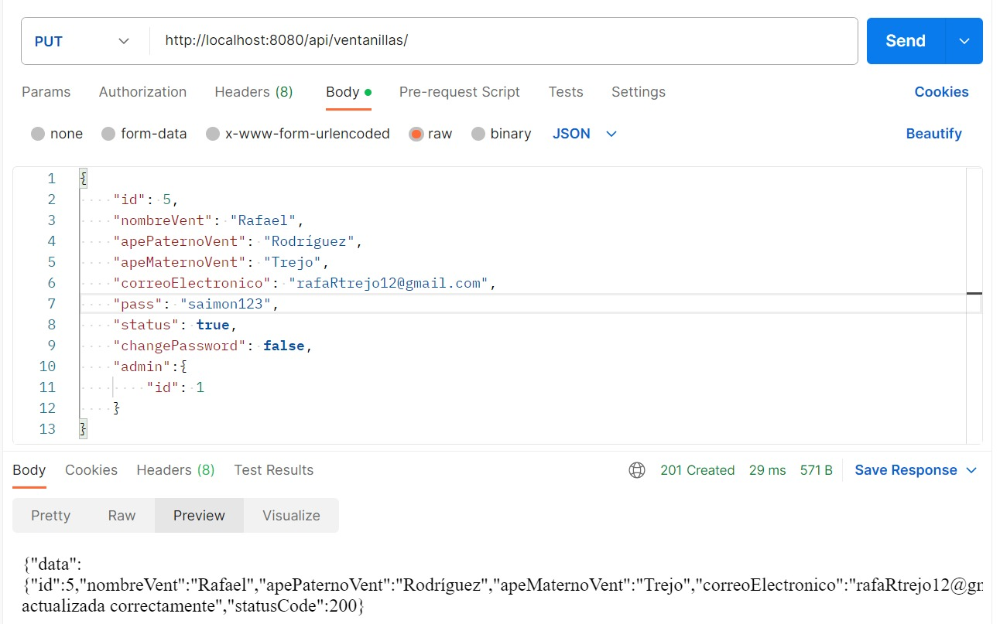 PUT http://localhost:8080/api/ventanillas/ Send
Params Authorization Headers (8) Body Pre-request Script Tests Settings Cookies
none form-data x-www-form-urlencoded raw binary JSON Beautify
1 {
2 "id": 5,
3 "nombreVent": "Rafael",
4 "apePaternoVent": "Rodríguez",
5 "apeMaternoVent": "Trejo",
6 "correoElectronico": "rafaRtrejo12@gmail.com",
7 "pass": "saimon123",
8 "status": true,
9 "changePassword": false,
10 "admin":{
11 "id": 1
12 }
13 }
Body Cookies Headers (8) Test Results 201 Created 29 ms 571 B Save Response
Pretty Raw Preview Visualize
{"data":
{"id":5,"nombreVent":"Rafael","apePaternoVent":"Rodríguez","apeMaternoVent":"Trejo","correoElectronico":"rafaRtrejo12@gm
actualizada correctamente","statusCode":200}